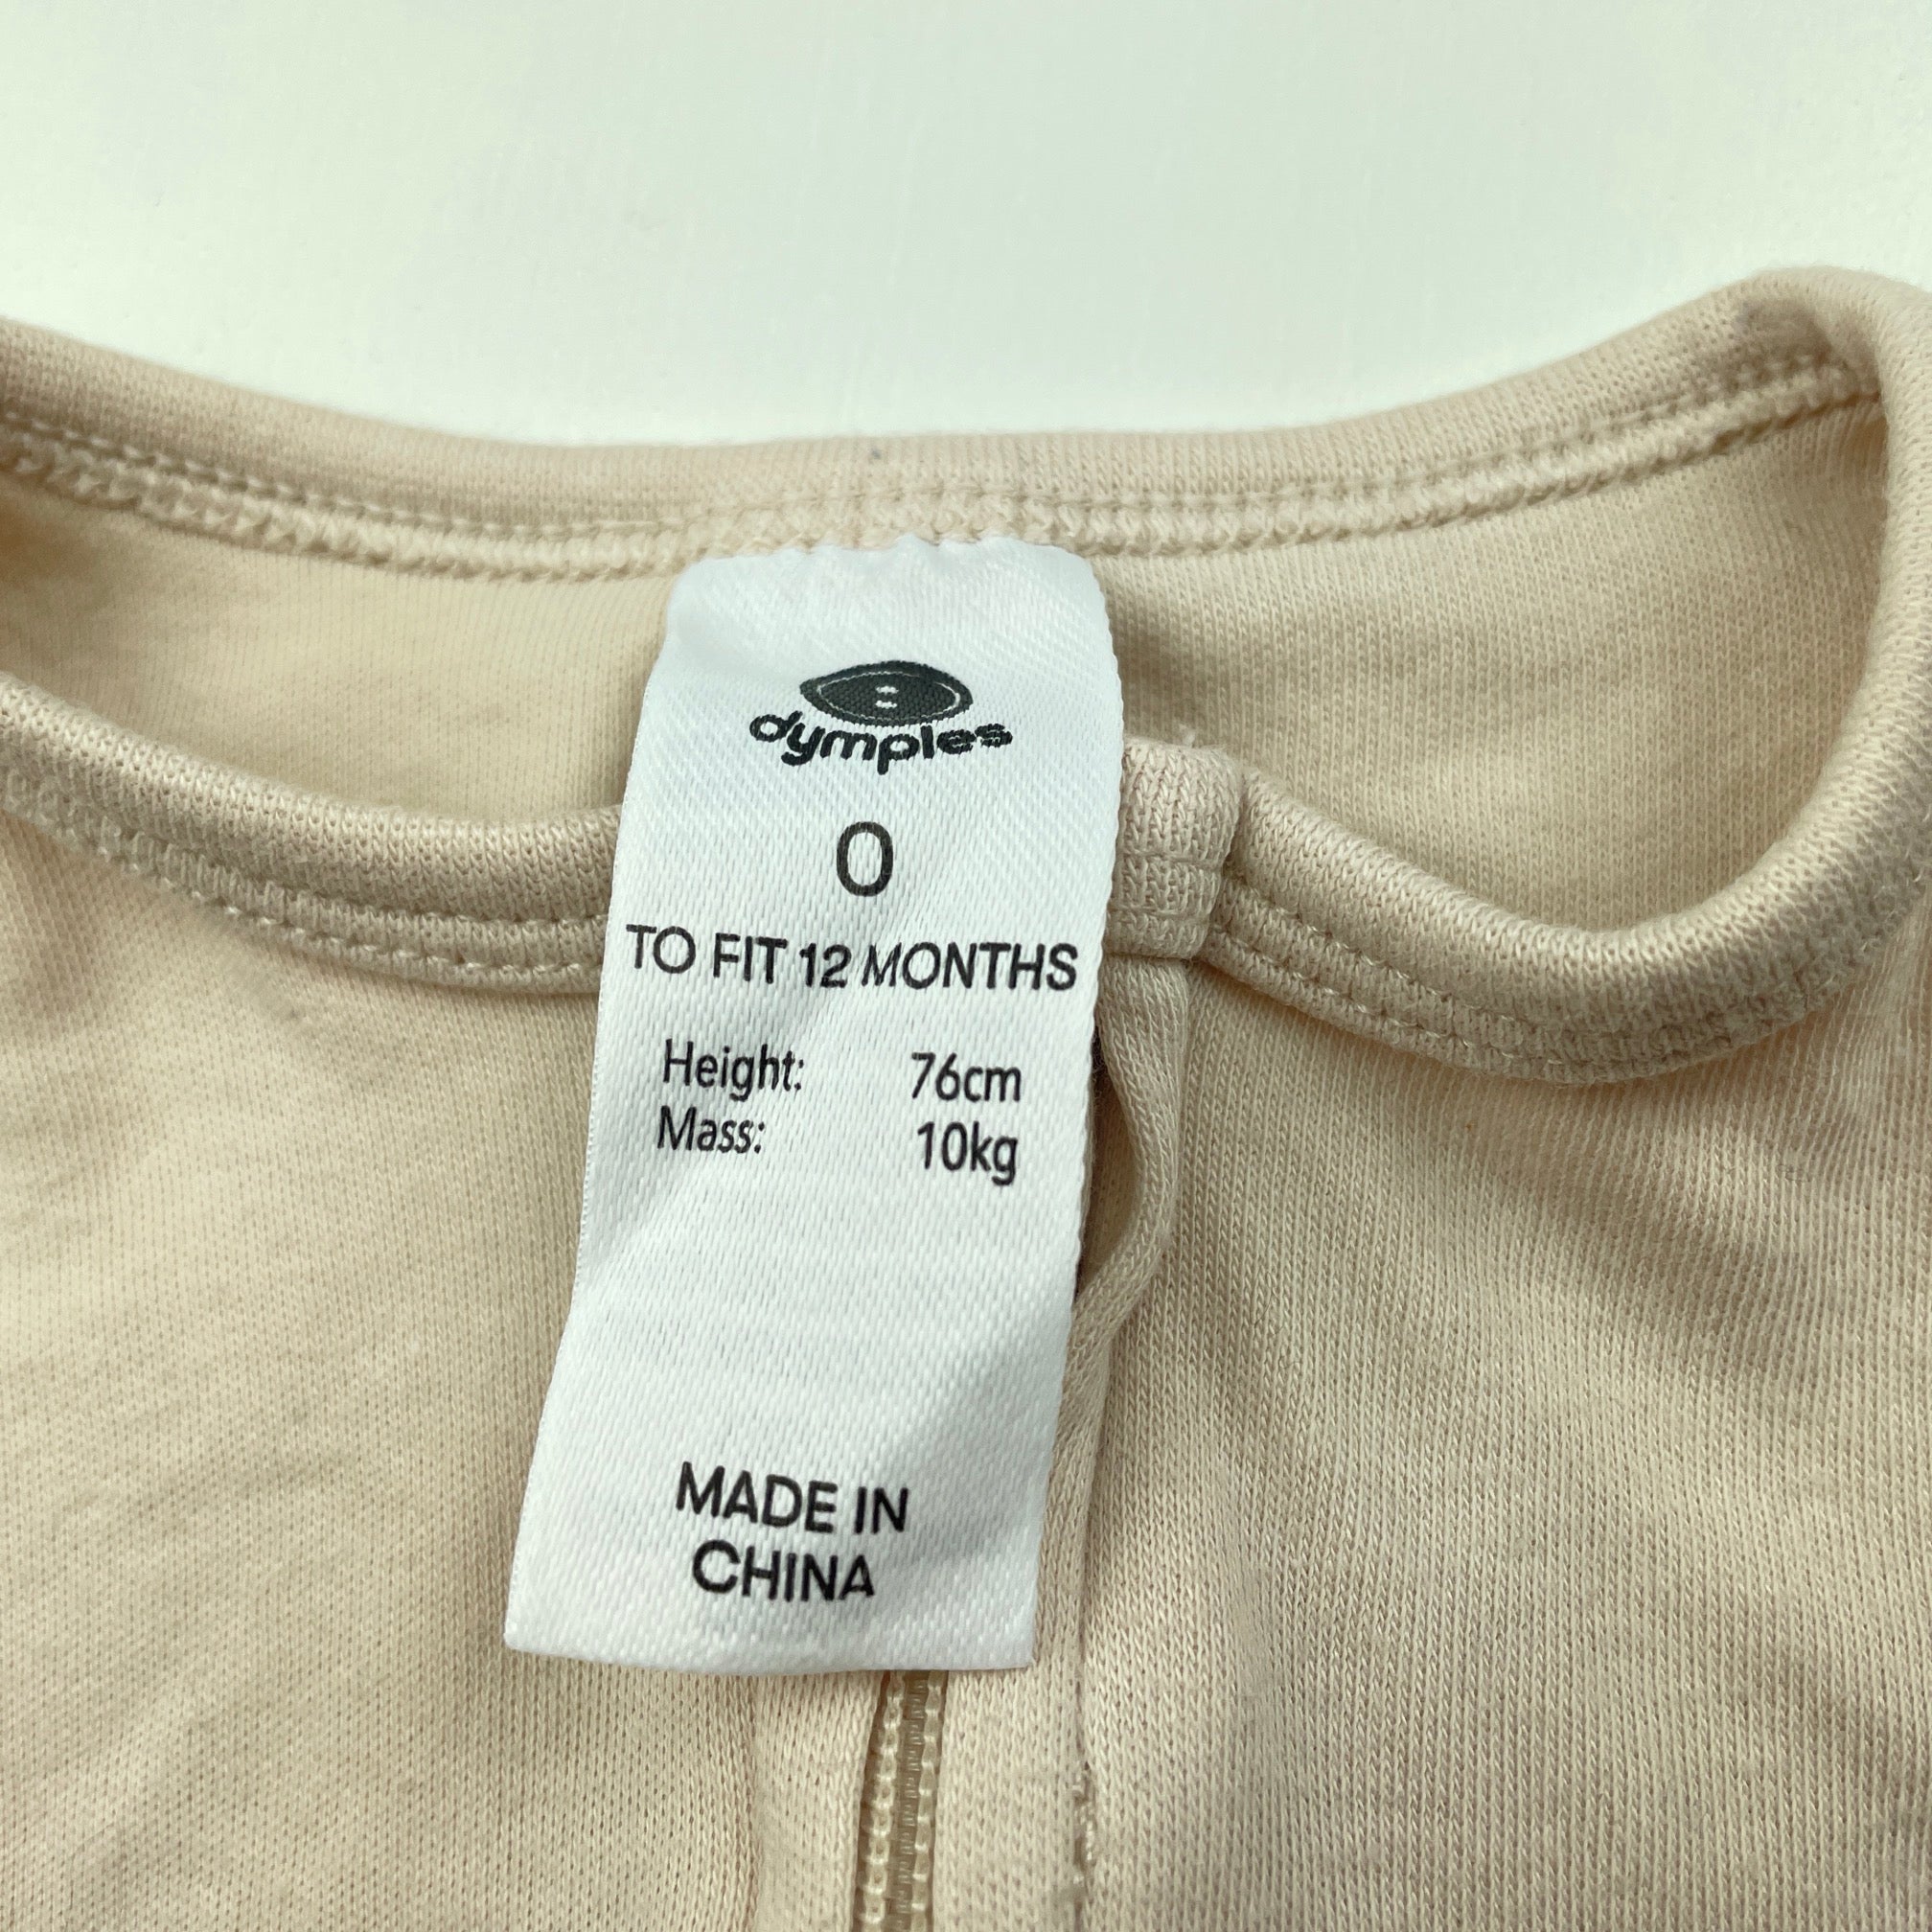 dymples
0
TO FIT 12 MONTHS
Height: 76cm
Mass: 10kg
MADE IN
CHINA